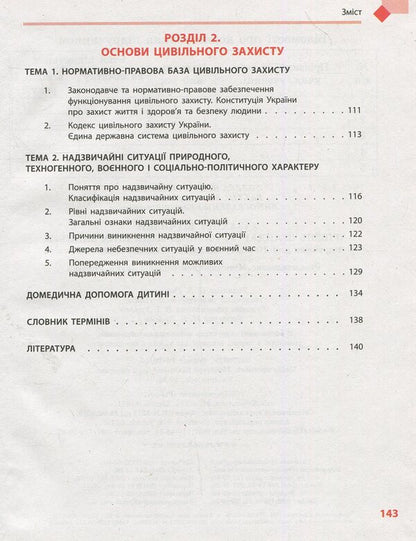 Зміст
РОЗДІЛ 2.
ОСНОВИ ЦИВІЛЬНОГО ЗАХИСТУ
ТЕМА 1. НОРМАТИВНО-ПРАВОВА БАЗА ЦИВІЛЬНОГО ЗАХИСТУ
1. Законодавче та нормативно-правове забезпечення
функціонування цивільного захисту. Конституція України
про захист життя і здоров'я та безпеку людини 111
2. Кодекс цивільного захисту України.
Єдина державна система цивільного захисту 113
ТЕМА 2. НАДЗВИЧАЙНІ СИТУАЦІЇ ПРИРОДНОГО,
ТЕХНОГЕННОГО, ВОЄННОГО І СОЦІАЛЬНО-ПОЛІТИЧНОГО ХАРАКТЕРУ
1. Поняття про надзвичайну ситуацію.
Класифікація надзвичайних ситуацій 116
2. Рівні надзвичайних ситуацій.
Загальні ознаки надзвичайних ситуацій 120
3. Причини виникнення надзвичайної ситуації 122
4. Джерела небезпечних ситуацій у воєнний час 123
5. Попередження виникнення можливих
надзвичайних ситуацій 129
ДОМЕДИЧНА ДОПОМОГА ДИТИНІ 134
СЛОВНИК ТЕРМІНІВ 138
ЛІТЕРАТУРА 140
143